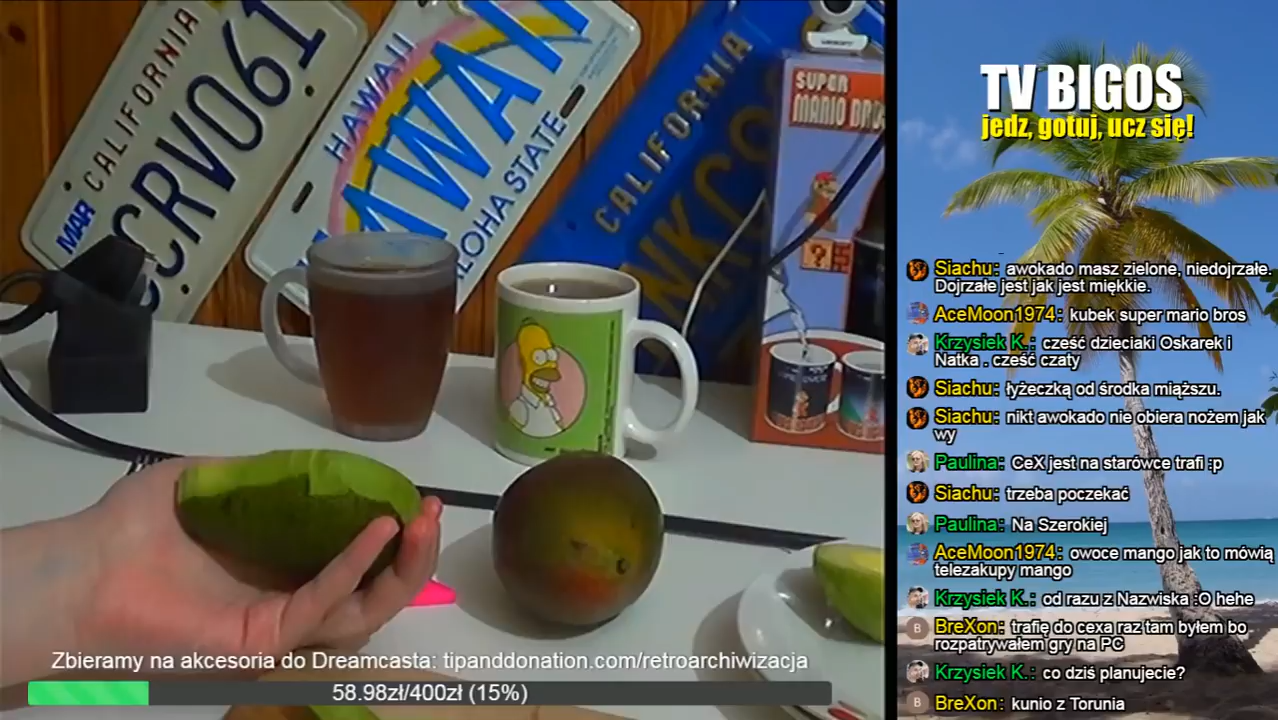 CALIFORNIA
CRV061
MAR
HAWAII
ALOHA STATE
CALIFORNIA
SUPER
MARIO BRO
?
TV BIGOS
jedz, gotuj, ucz się!
Siachu: awokado masz zielone, niedojrzałe.
Dojrzałe jest jak jest miękkie.
AceMoon1974: kubek super mario bros
Krzysiek K.: cześć dzieciaki Oskarek i
Natka . cześć czaty
Siachu: łyżeczką od środka miąższu.
Siachu: nikt awokado nie obiera nożem jak
wy
Paulina: CeX jest na starówce trafi :p
Siachu: trzeba poczekać
Paulina: Na Szerokiej
AceMoon1974: owoce mango jak to mówią
telezakupy mango
Krzysiek K.: od razu z Nazwiska :O hehe
B BreXon: trafię do cexa raz tam byłem bo
rozpatrywałem gry na PC
Krzysiek K.: co dziś planujecie?
B BreXon: kunio z Torunia
Zbieramy na akcesoria do Dreamcasta: tipanddonation.com/retroarchiwizacja
58.98zł/400zł (15%)